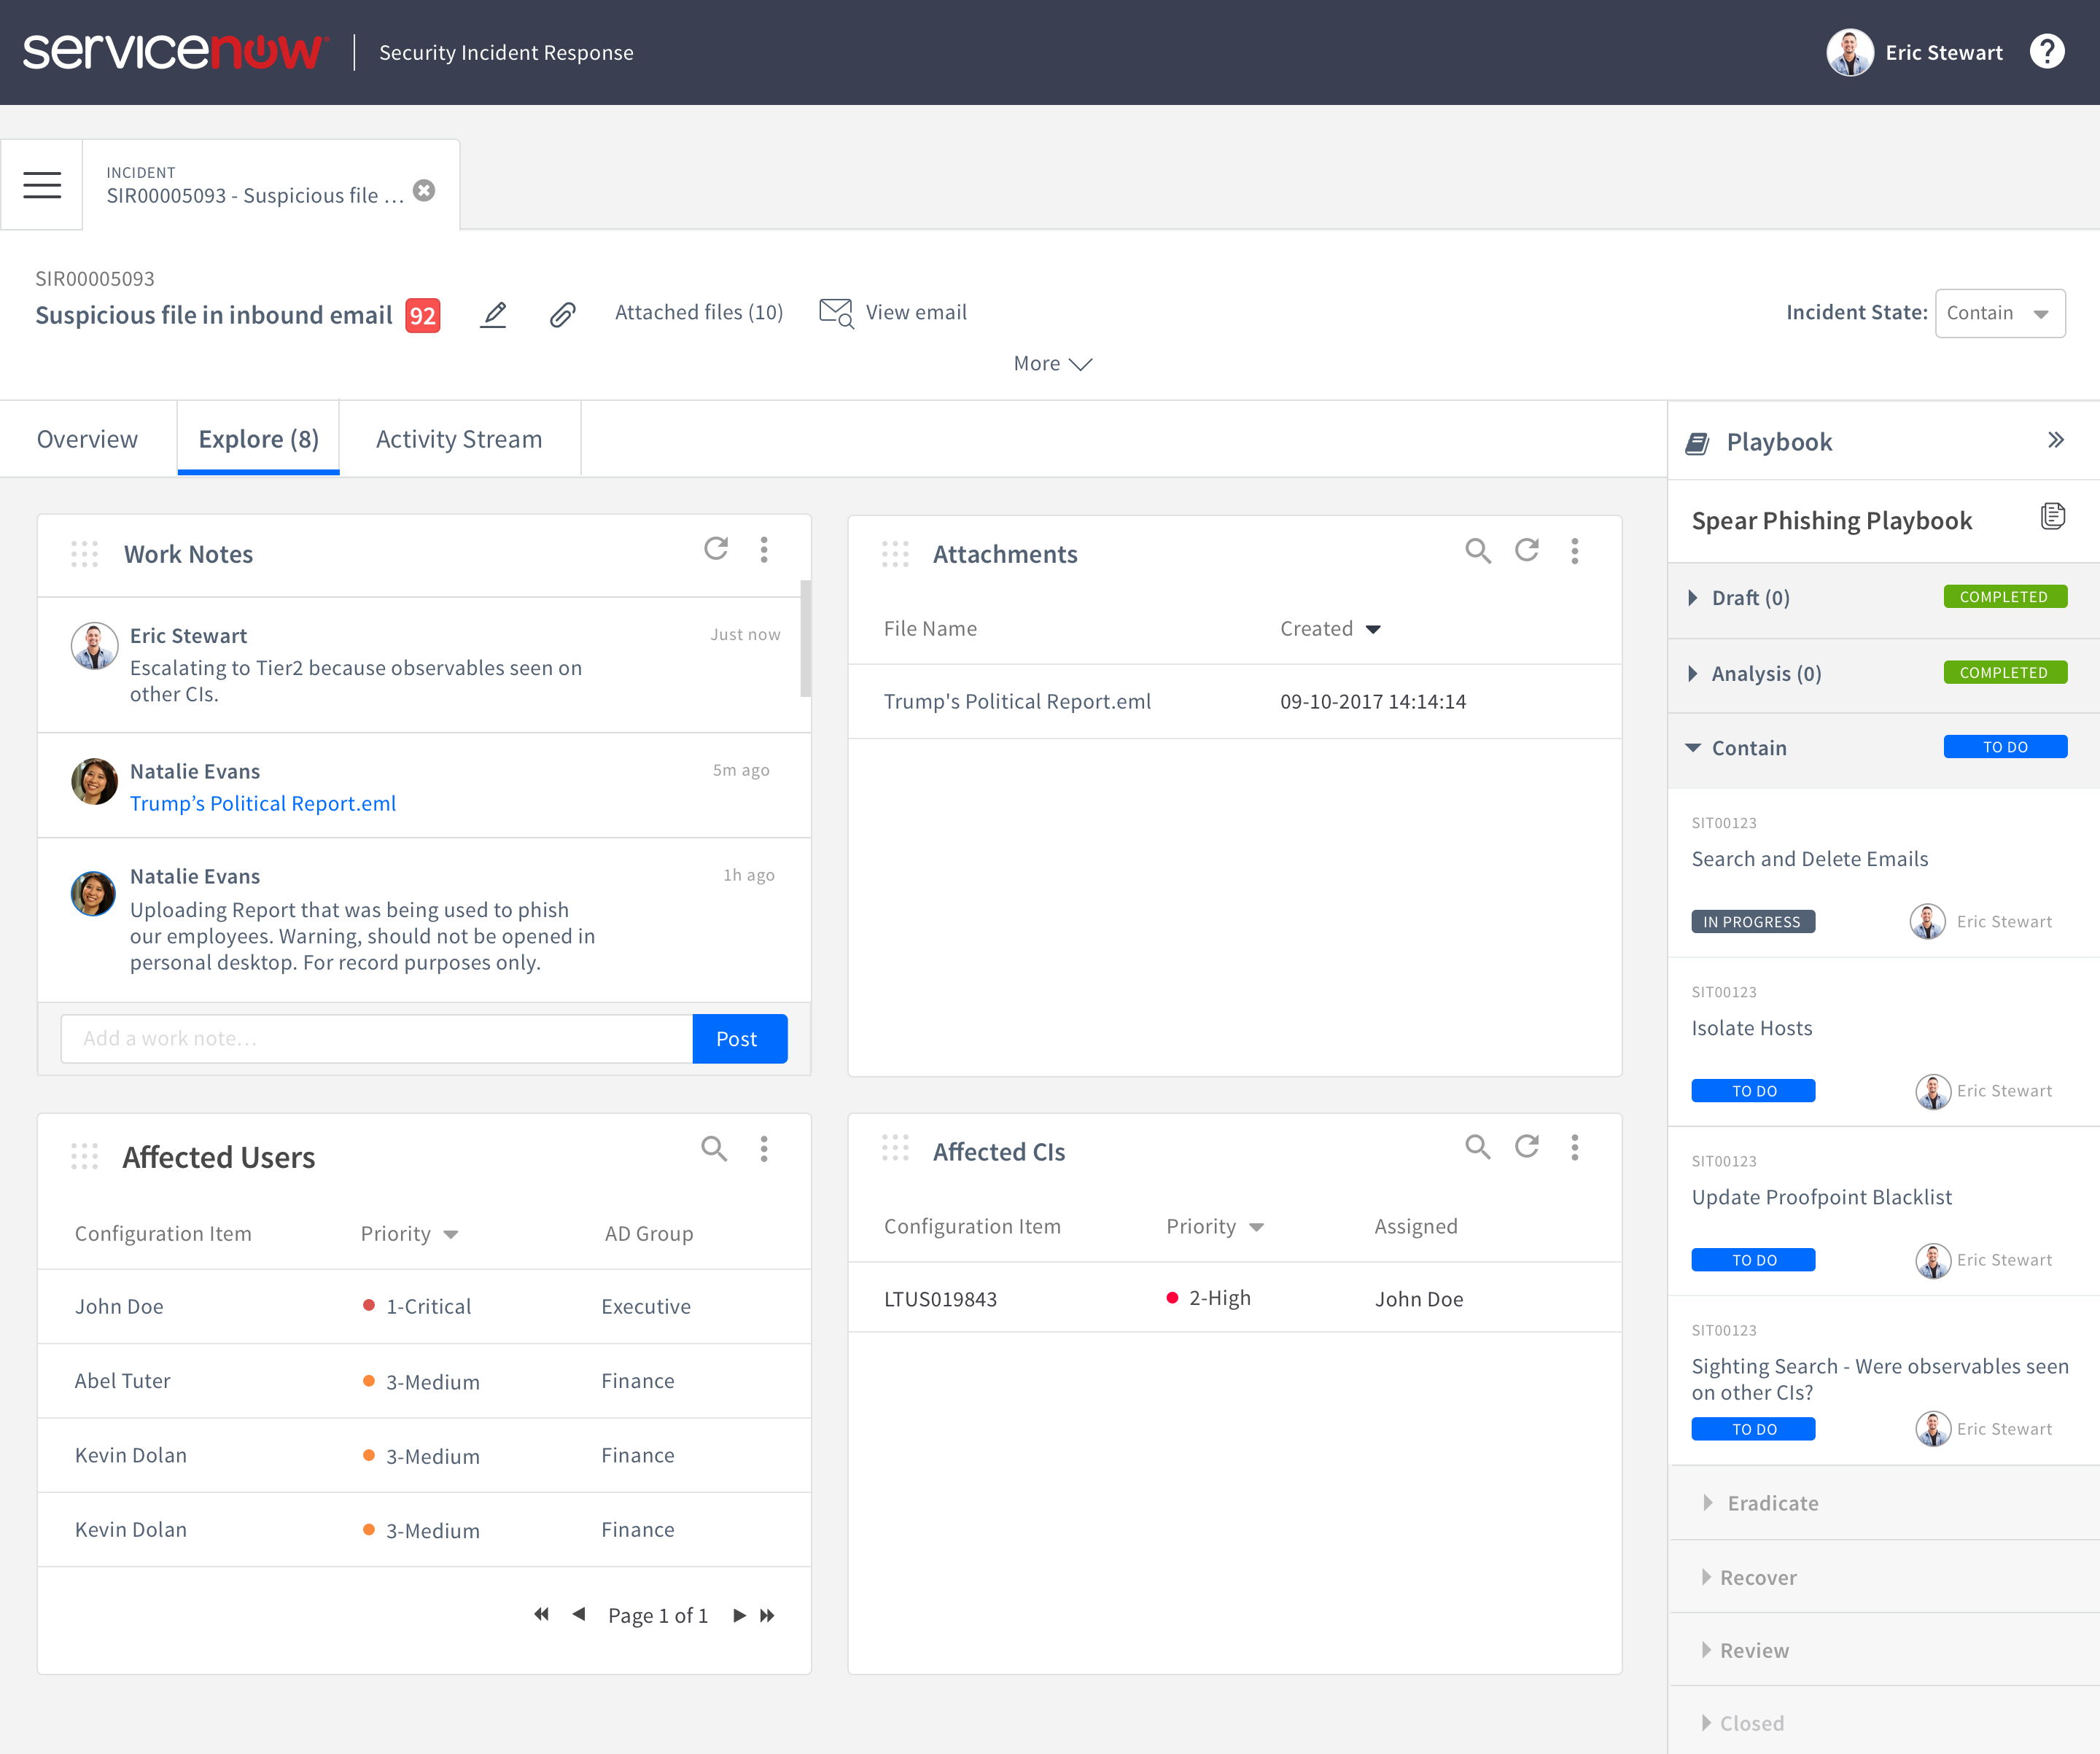 servicenow
Security Incident Response
Eric Stewart
INCIDENT
SIR00005093 - Suspicious file ...
SIR00005093
Suspicious file in inbound email 92
Attached files (10)
View email
Incident State: Contain
More
Overview
Explore (8)
Activity Stream
Work Notes
Eric Stewart
Just now
Escalating to Tier2 because observables seen on
other CIs.
Natalie Evans
5m ago
Trump’s Political Report.eml
Natalie Evans
1h ago
Uploading Report that was being used to phish
our employees. Warning, should not be opened in
personal desktop. For record purposes only.
Add a work note...
Post
Attachments
File Name Created
Trump's Political Report.eml 09-10-2017 14:14:14
Affected Users
Configuration Item Priority AD Group
John Doe 1-Critical Executive
Abel Tuter 3-Medium Finance
Kevin Dolan 3-Medium Finance
Kevin Dolan 3-Medium Finance
Page 1 of 1
Affected CIs
Configuration Item Priority Assigned
LTUS019843 2-High John Doe
Playbook
Spear Phishing Playbook
Draft (0) COMPLETED
Analysis (0) COMPLETED
Contain TO DO
SIT00123
Search and Delete Emails
IN PROGRESS Eric Stewart
SIT00123
Isolate Hosts
TO DO Eric Stewart
SIT00123
Update Proofpoint Blacklist
TO DO Eric Stewart
SIT00123
Sighting Search - Were observables seen
on other CIs?
TO DO Eric Stewart
Eradicate
Recover
Review
Closed